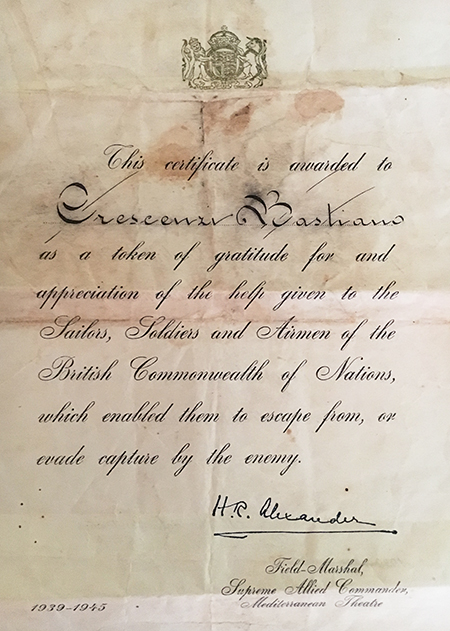 This certificate is awarded to
Crescenzi Bastiano
as a token of gratitude for and
appreciation of the help given to the
Sailors, Soldiers and Airmen of the
British Commonwealth of Nations,
which enabled them to escape from, or
evade capture by the enemy.
H.R. Alexander
Field-Marshal,
Supreme Allied Commander,
Mediterranean Theatre
1939-1945